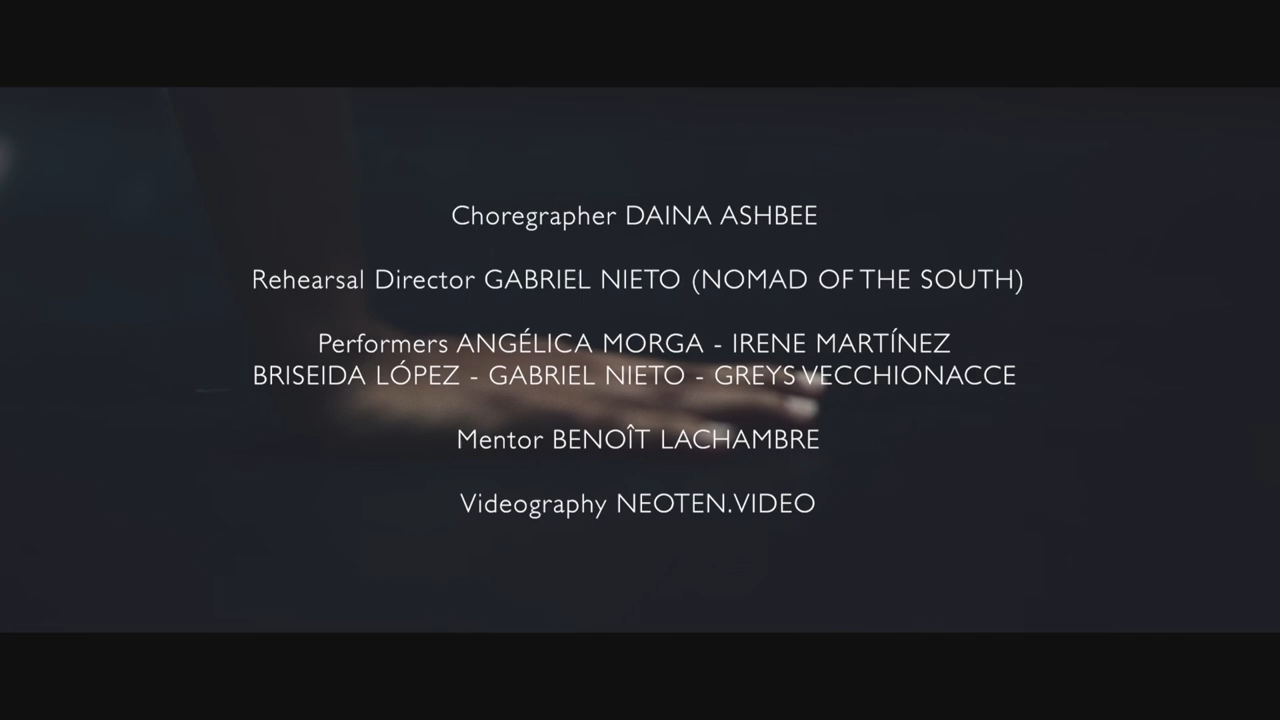 Choregrapher DAINA ASHBEE
Rehearsal Director GABRIEL NIETO (NOMAD OF THE SOUTH)
Performers ANGÉLICA MORGA - IRENE MARTÍNEZ
BRISEIDA LÓPEZ - GABRIEL NIETO - GREYS VECCHIONACCE
Mentor BENOÎT LACHAMBRE
Videography NEOTEN.VIDEO